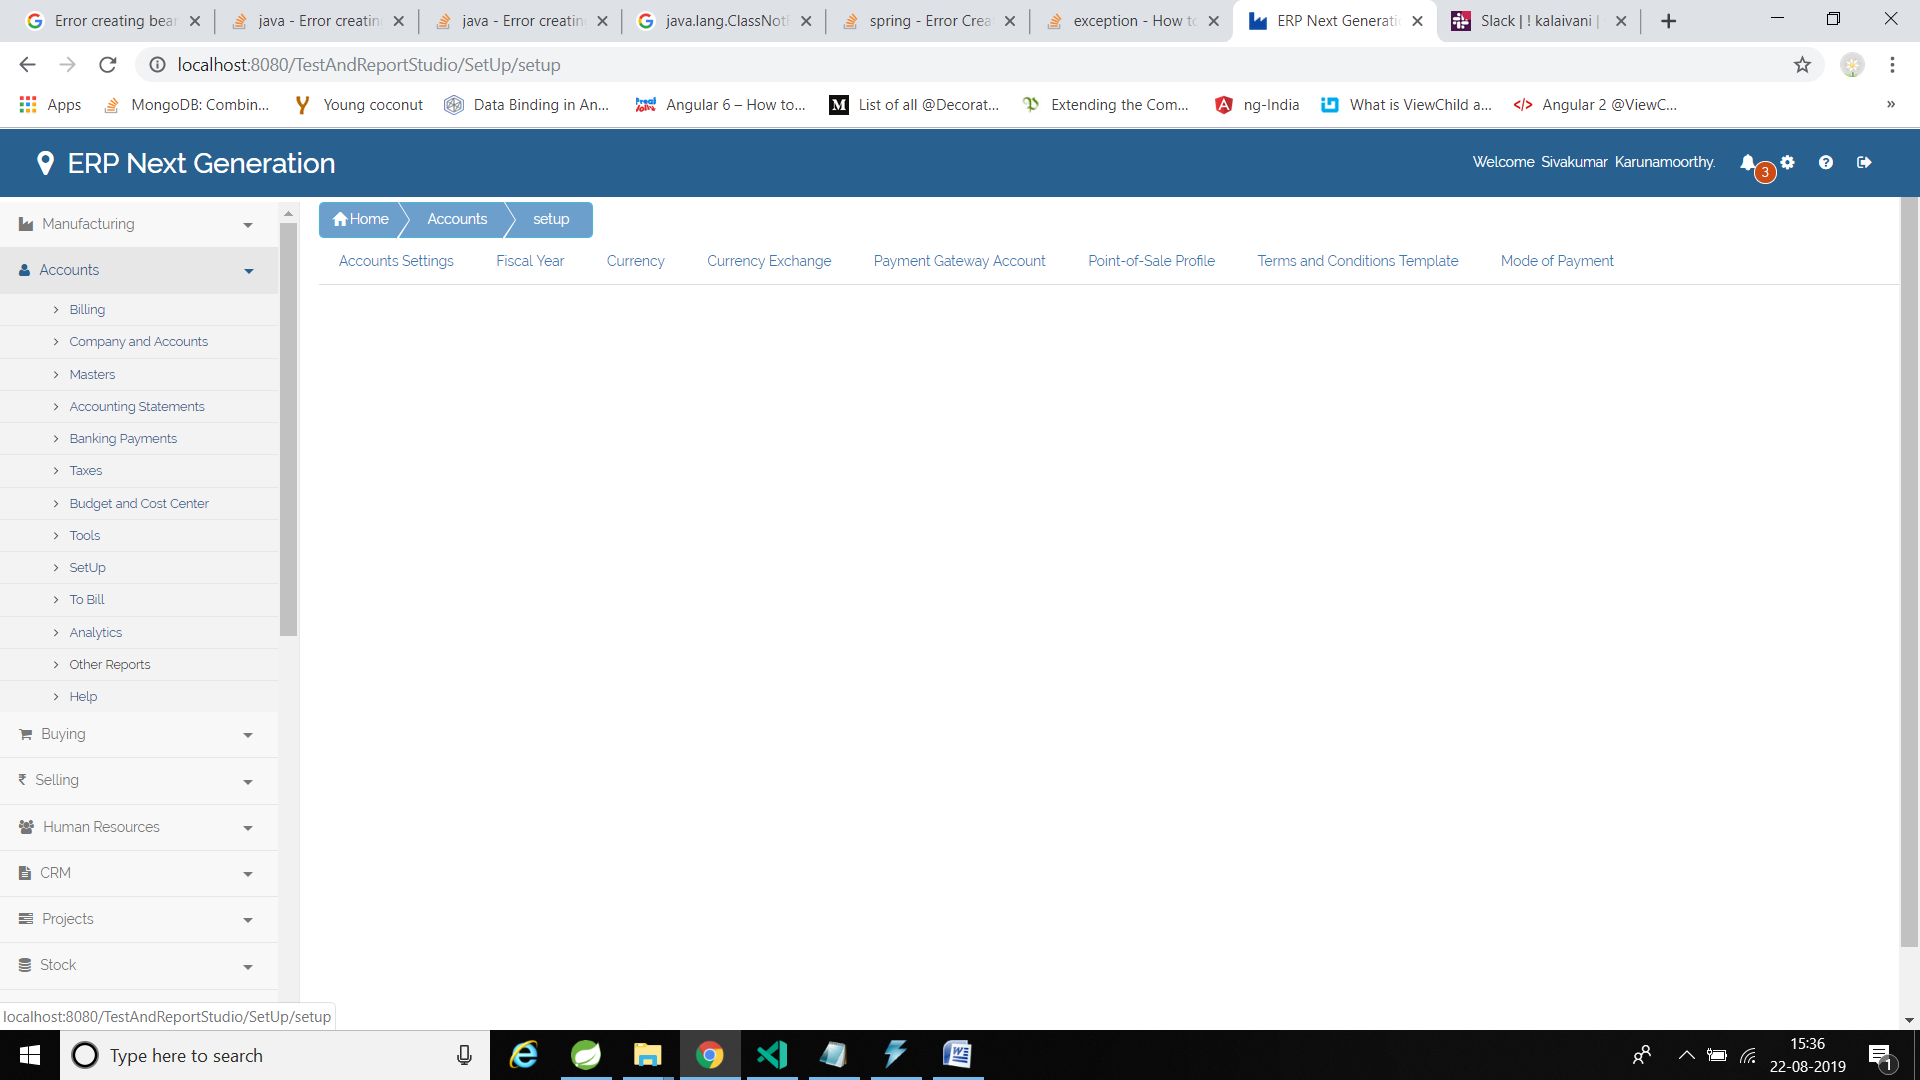 Error creating bea
java - Error creatin
java - Error creatin
java.lang.ClassNot
spring - Error Crea
exception - How to
ERP Next Generati
Slack | ! kalaivani |
localhost:8080/TestAndReportStudio/SetUp/setup
Apps
MongoDB: Combin...
Young coconut
Data Binding in An...
Angular 6 – How to...
List of all @Decorat...
Extending the Com...
ng-India
What is ViewChild a...
Angular 2 @ViewC...
»
ERP Next Generation
Welcome Sivakumar Karunamoorthy.
3
Manufacturing
Accounts
Billing
Company and Accounts
Masters
Accounting Statements
Banking Payments
Taxes
Budget and Cost Center
Tools
SetUp
To Bill
Analytics
Other Reports
Help
Buying
₹ Selling
Human Resources
CRM
Projects
Stock
Home
Accounts
setup
Accounts Settings
Fiscal Year
Currency
Currency Exchange
Payment Gateway Account
Point-of-Sale Profile
Terms and Conditions Template
Mode of Payment
localhost:8080/TestAndReportStudio/SetUp/setup
Type here to search
15:36
22-08-2019
1